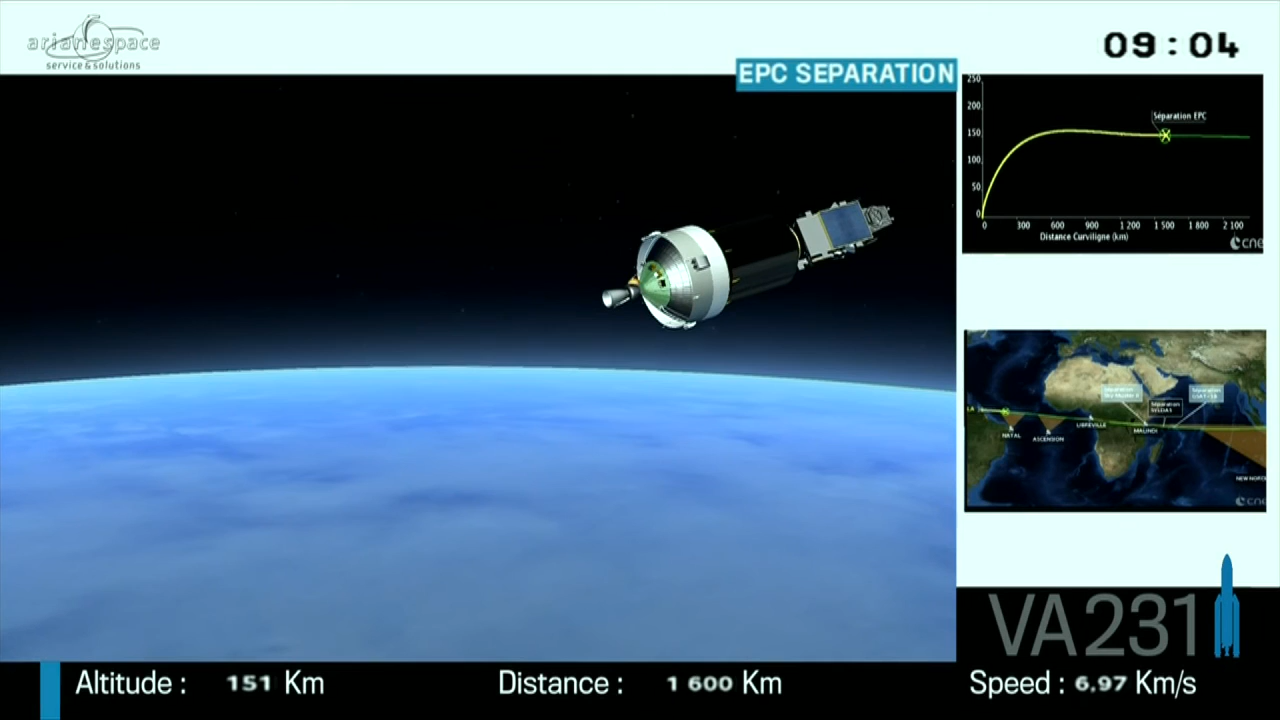 arianespace
service & solutions
09:04
EPC SEPARATION
250
200
150
100
50
0
Séparation EPC
0 300 600 900 1 200 1 500 1 800 2 100
Distance Curviligne (km)
cnes
Séparation
SYLDA5
NATAL
ASCENSION
LIBREVILLE
MALINDI
VA231
Altitude : 151 Km
Distance : 1 600 Km
Speed : 6.97 Km/s